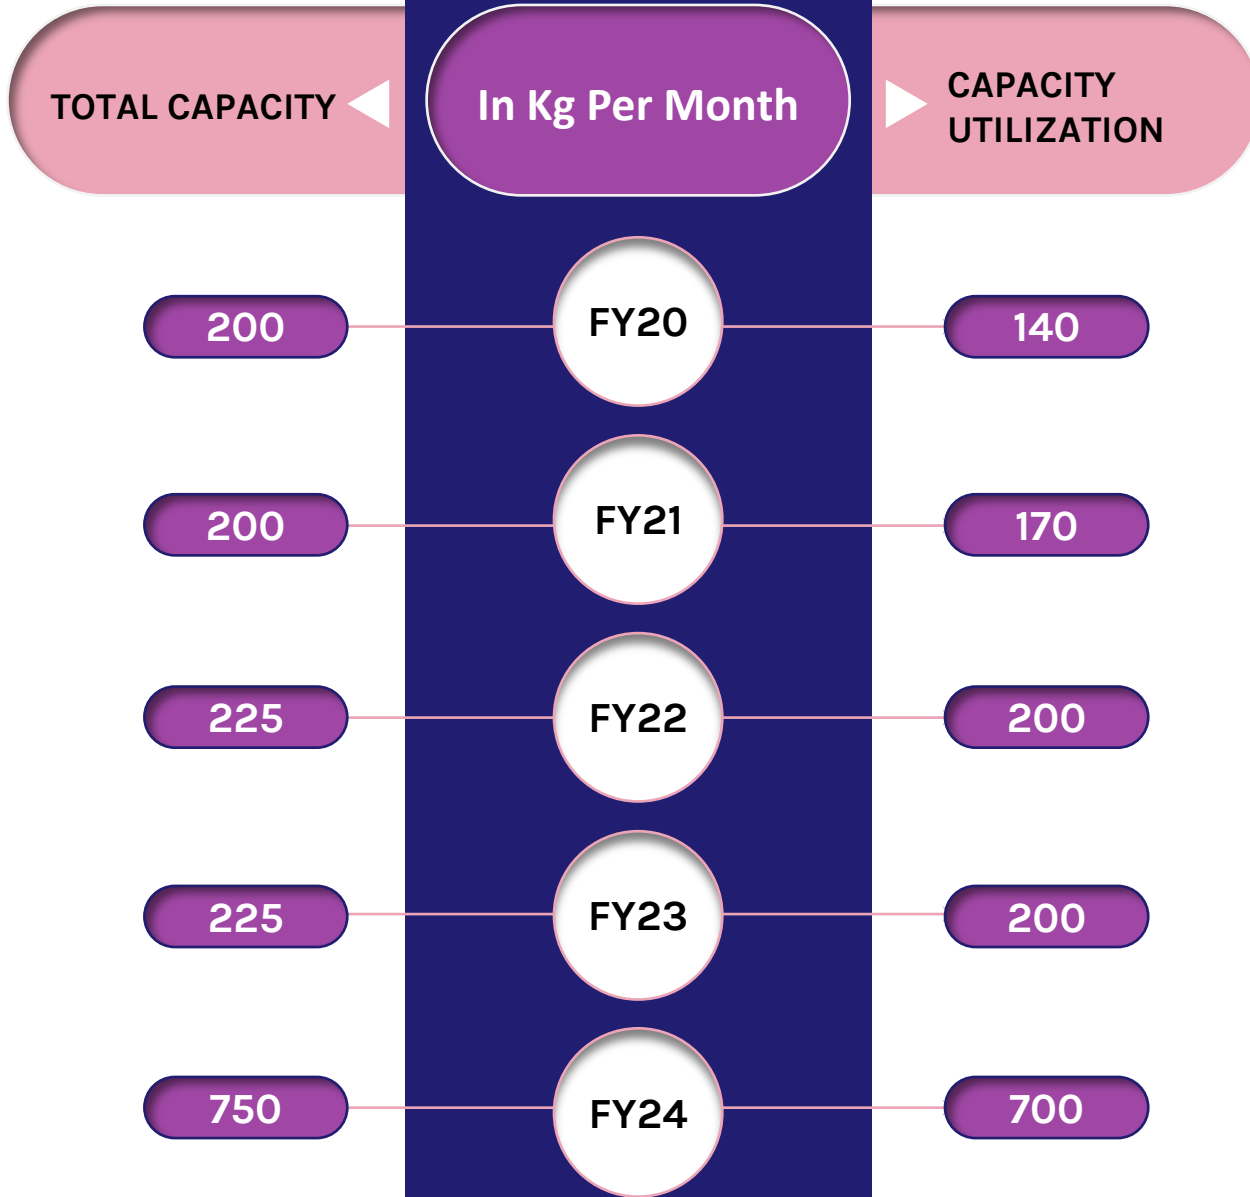 TOTAL CAPACITY
In Kg Per Month
CAPACITY
UTILIZATION
200
FY20
140
200
FY21
170
225
FY22
200
225
FY23
200
750
FY24
700